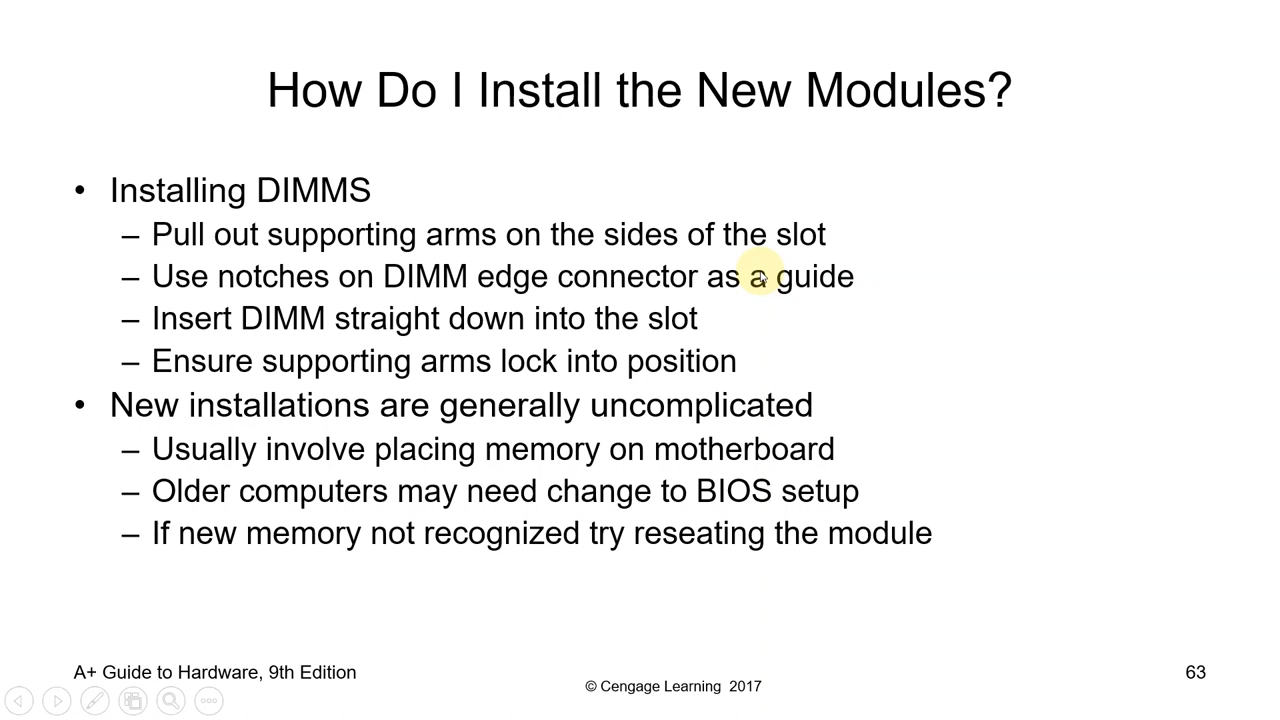 How Do I Install the New Modules?
• Installing DIMMS
– Pull out supporting arms on the sides of the slot
– Use notches on DIMM edge connector as a guide
– Insert DIMM straight down into the slot
– Ensure supporting arms lock into position
• New installations are generally uncomplicated
– Usually involve placing memory on motherboard
– Older computers may need change to BIOS setup
– If new memory not recognized try reseating the module
A+ Guide to Hardware, 9th Edition
© Cengage Learning 2017
63